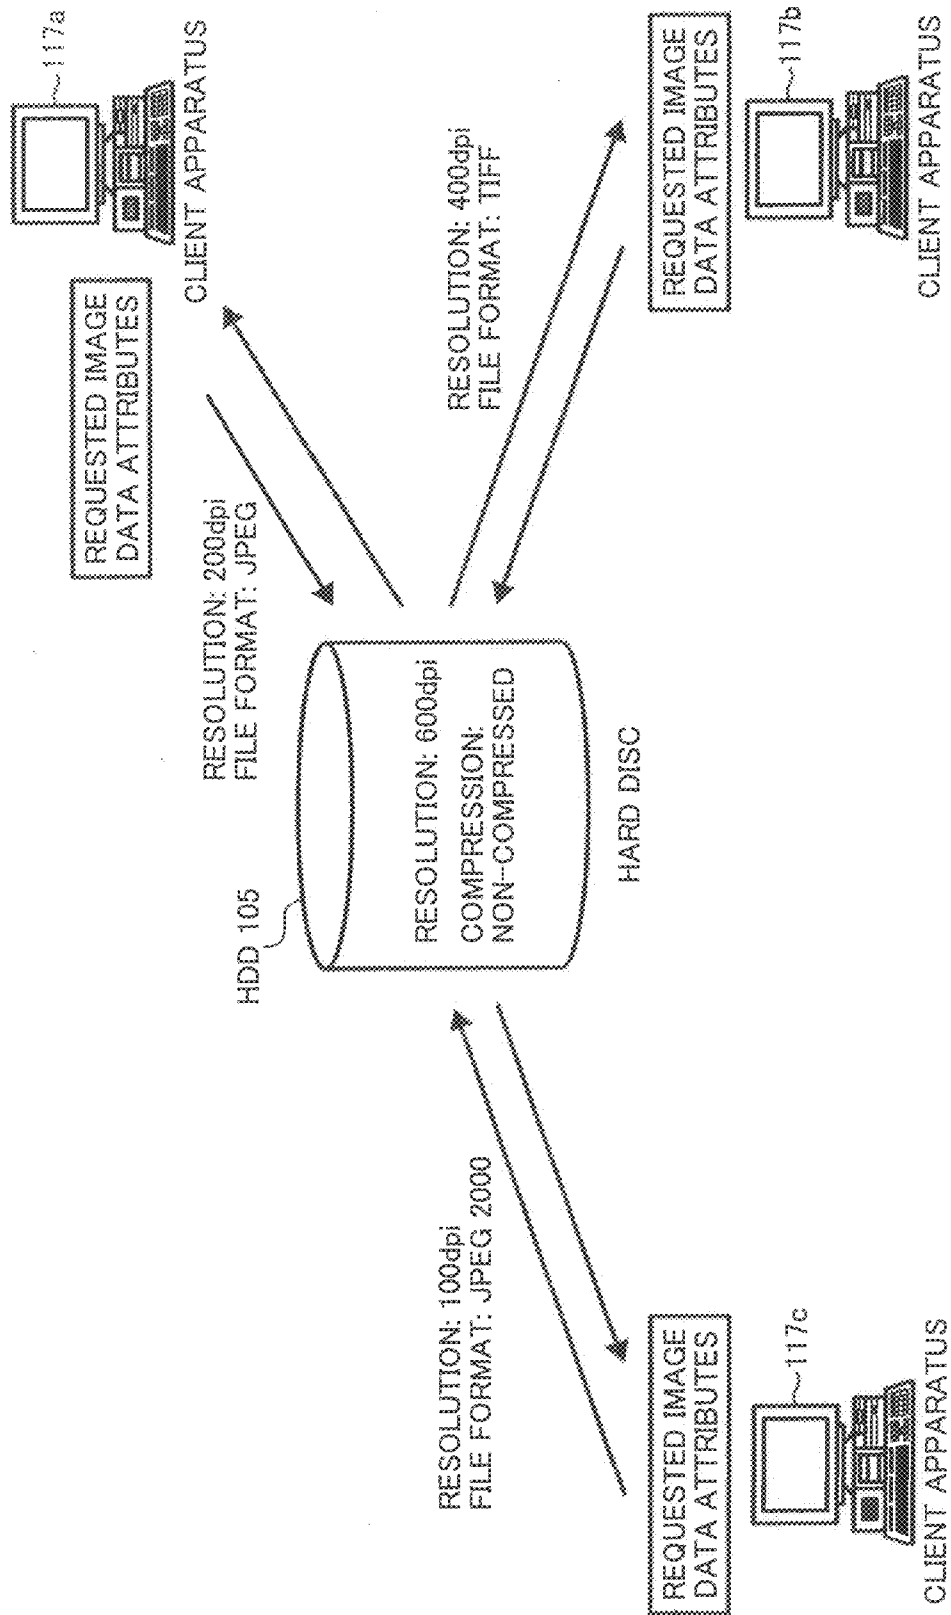 117a
CLIENT APPARATUS
REQUESTED IMAGE
DATA ATTRIBUTES
RESOLUTION: 200dpi
FILE FORMAT: JPEG
HDD 105
RESOLUTION: 600dpi
COMPRESSION:
NON-COMPRESSED
HARD DISC
RESOLUTION: 400dpi
FILE FORMAT: TIFF
REQUESTED IMAGE
DATA ATTRIBUTES
117b
CLIENT APPARATUS
RESOLUTION: 100dpi
FILE FORMAT: JPEG 2000
REQUESTED IMAGE
DATA ATTRIBUTES
117c
CLIENT APPARATUS